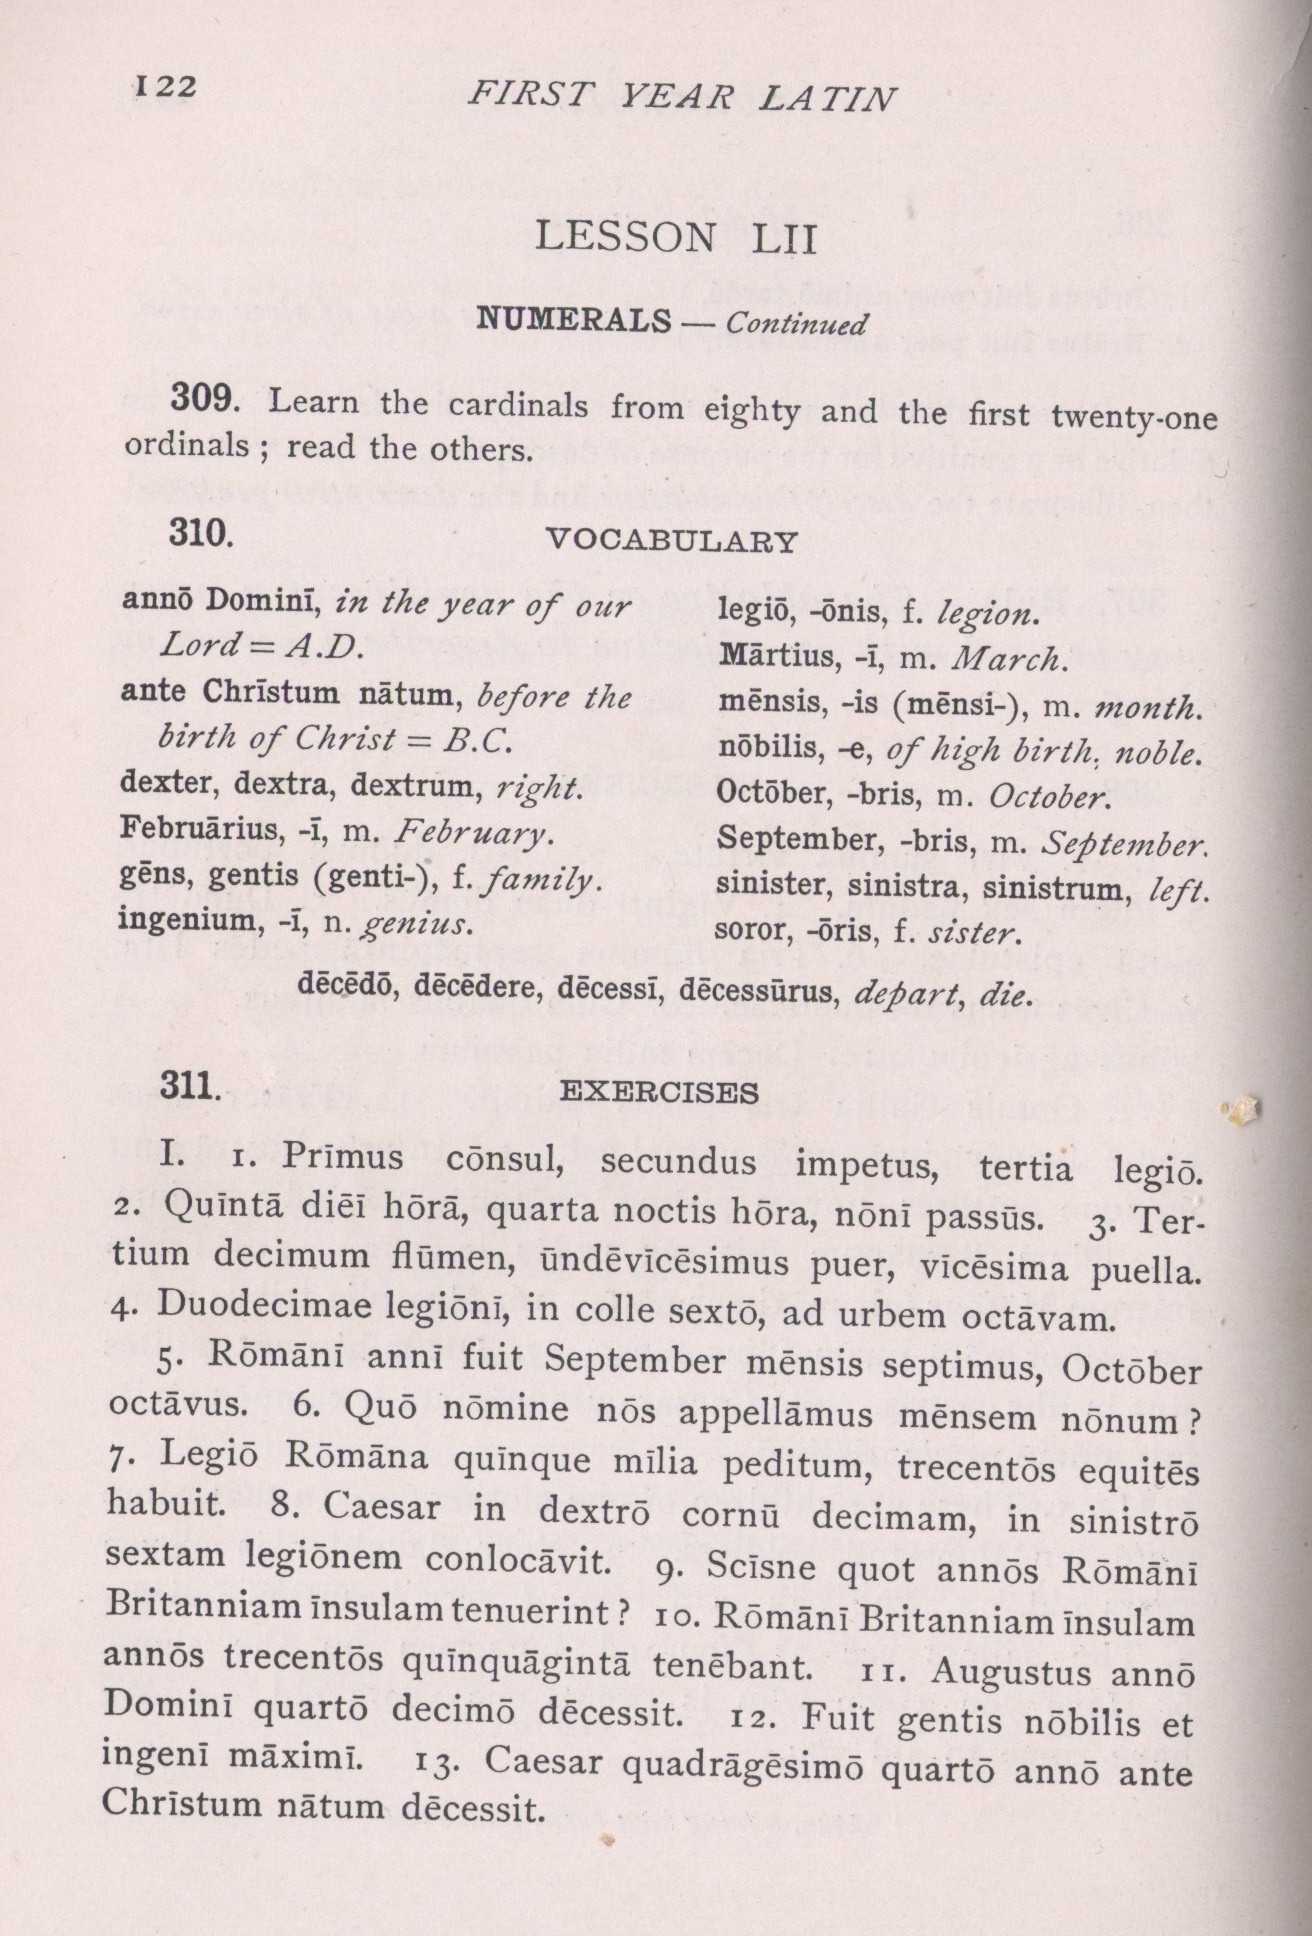 122
FIRST YEAR LATIN
LESSON LII
NUMERALS — Continued
309. Learn the cardinals from eighty and the first twenty-one
ordinals ; read the others.
310. VOCABULARY
annō Dominī, in the year of our
Lord = A.D.
ante Chrīstum nātum, before the
birth of Christ = B.C.
dexter, dextra, dextrum, right.
Februārius, -ī, m. February.
gēns, gentis (genti-), f. family.
ingenium, -ī, n. genius.
legiō, -ōnis, f. legion.
Mārtius, -ī, m. March.
mēnsis, -is (mēnsi-), m. month.
nōbilis, -e, of high birth, noble.
Octōber, -bris, m. October.
September, -bris, m. September.
sinister, sinistra, sinistrum, left.
soror, -ōris, f. sister.
dēcēdō, dēcēdere, dēcessī, dēcessūrus, depart, die.
311. EXERCISES
I. 1. Prīmus cōnsul, secundus impetus, tertia legiō.
2. Quīntā diēī hōrā, quarta noctis hōra, nōnī passūs. 3. Ter-
tium decimum flūmen, ūndēvīcēsimus puer, vīcēsima puella.
4. Duodecimae legiōnī, in colle sextō, ad urbem octāvam.
5. Rōmānī annī fuit September mēnsis septimus, Octōber
octāvus. 6. Quō nōmine nōs appellāmus mēnsem nōnum ?
7. Legiō Rōmāna quīnque mīlia peditum, trecentōs equitēs
habuit. 8. Caesar in dextrō cornū decimam, in sinistrō
sextam legiōnem conlocāvit. 9. Scīsne quot annōs Rōmānī
Britanniam īnsulam tenuerint ? 10. Rōmānī Britanniam īnsulam
annōs trecentōs quīnquāgintā tenēbant. 11. Augustus annō
Dominī quartō decimō dēcessit. 12. Fuit gentis nōbilis et
ingenī māximī. 13. Caesar quadrāgēsimō quartō annō ante
Chrīstum nātum dēcessit.